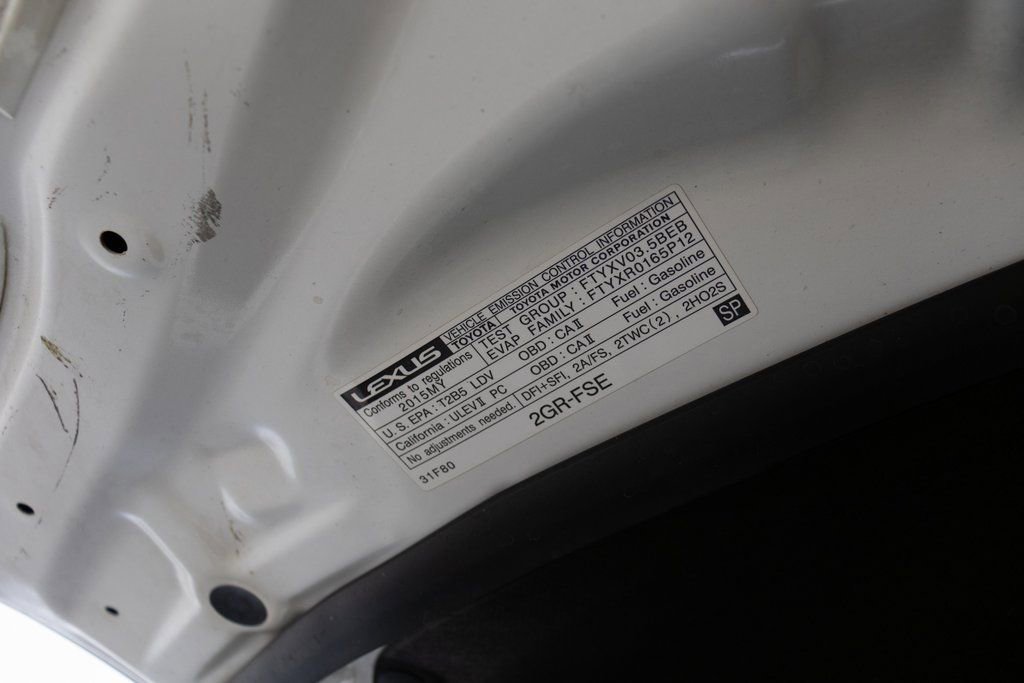 LEXUS VEHICLE EMISSION CONTROL INFORMATION
TOYOTA TOYOTA MOTOR CORPORATION
Conforms to regulations TEST GROUP : FTYXV03.5BEB
2015MY EVAP FAMILY : FTYXR0165P12
U.S. EPA : T2B5 LDV OBD : CAⅡ Fuel : Gasoline
California : ULEVⅡ PC OBD : CAⅡ Fuel : Gasoline
No adjustments needed. DFI+SFI, 2A/FS, 2TWC(2), 2HO2S
31F60 2GR-FSE SP